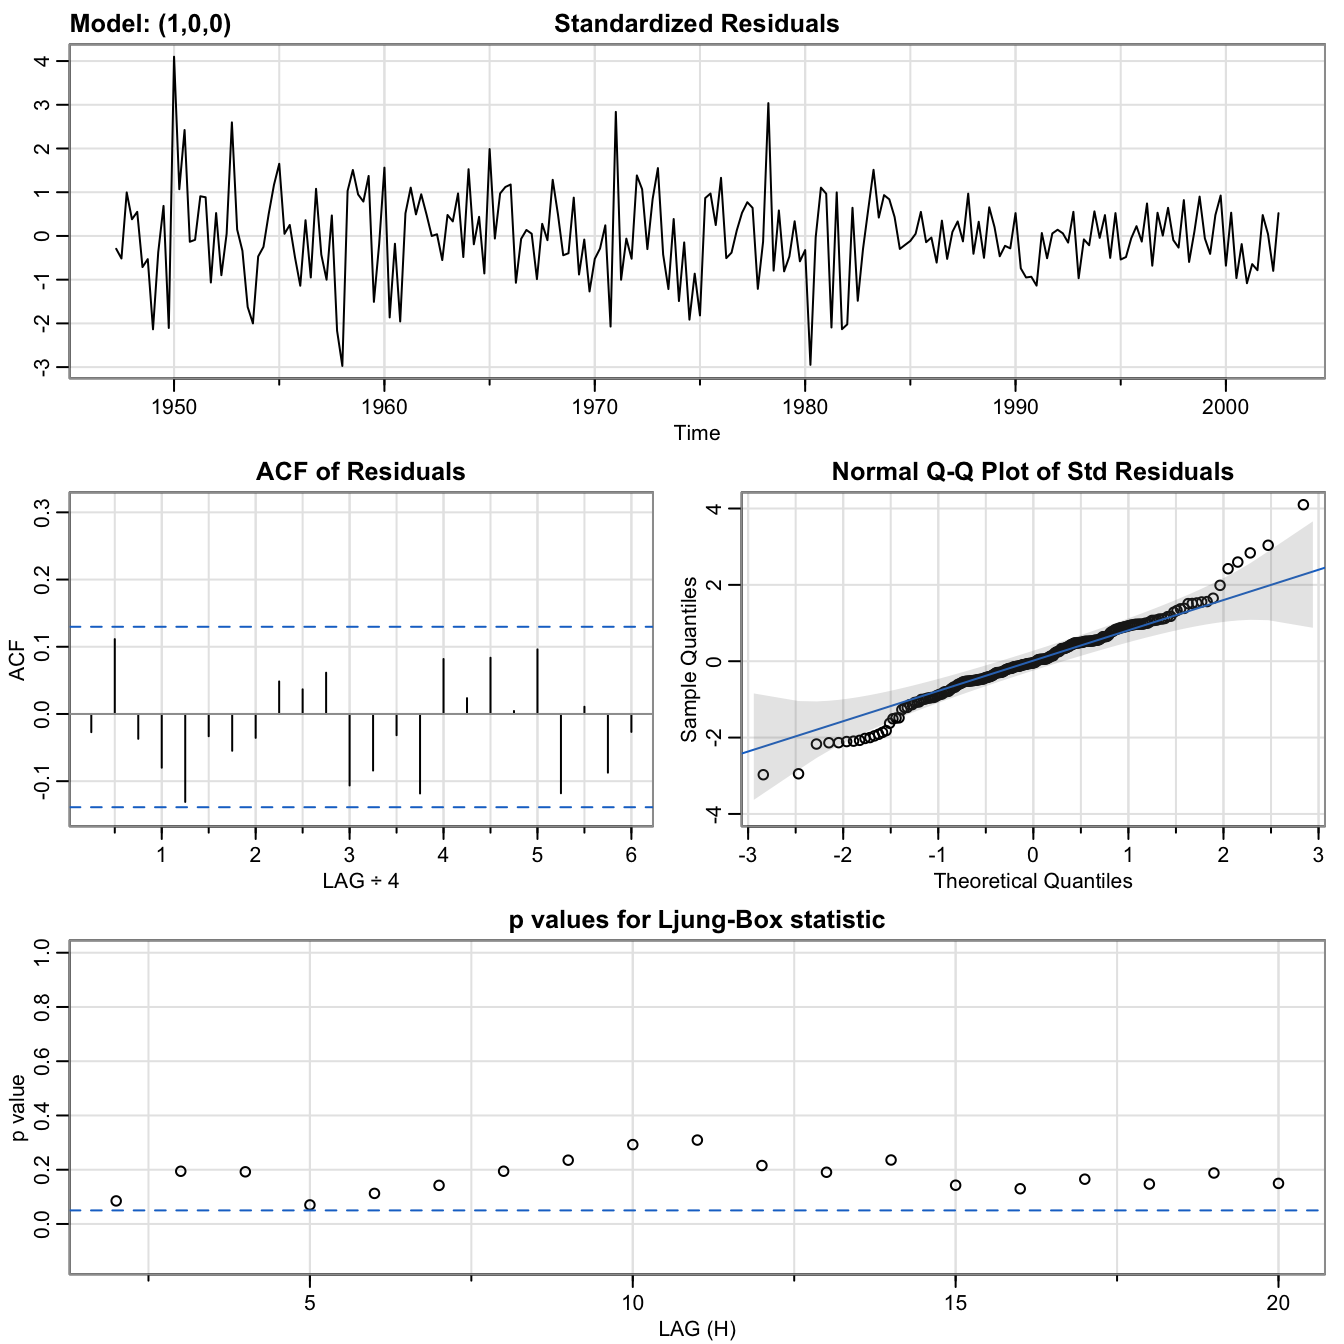 Model: (1,0,0) Standardized Residuals
4
3
2
1
0
-1
-2
-3
1950 1960 1970 1980 1990 2000
Time
ACF of Residuals
ACF
0.3
0.2
0.1
0.0
-0.1
1 2 3 4 5 6
LAG ÷ 4
Normal Q-Q Plot of Std Residuals
Sample Quantiles
4
2
0
-2
-4
-3 -2 -1 0 1 2 3
Theoretical Quantiles
p values for Ljung-Box statistic
p value
1.0
0.8
0.6
0.4
0.2
0.0
5 10 15 20
LAG (H)